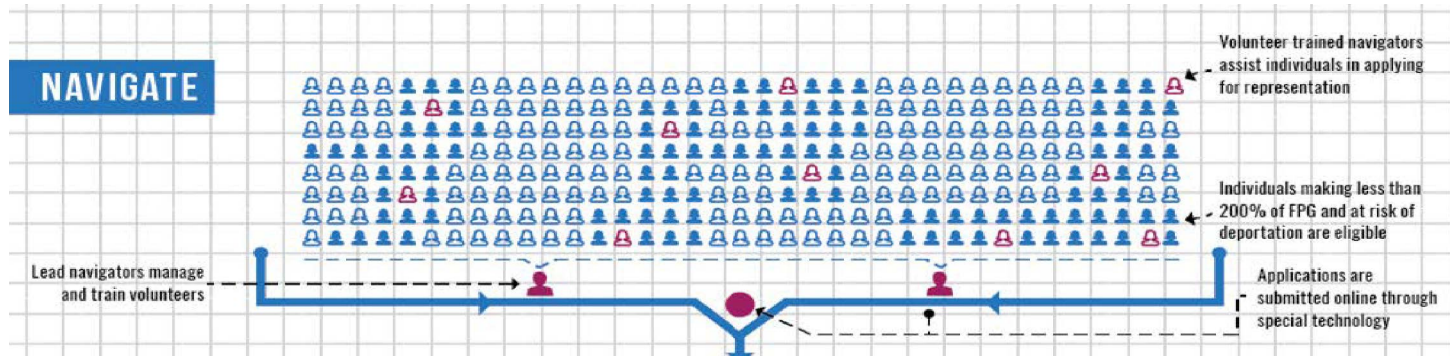 NAVIGATE
Volunteer trained navigators
assist individuals in applying
for representation
Individuals making less than
200% of FPG and at risk of
deportation are eligible
Lead navigators manage
and train volunteers
Applications are
submitted online through
special technology